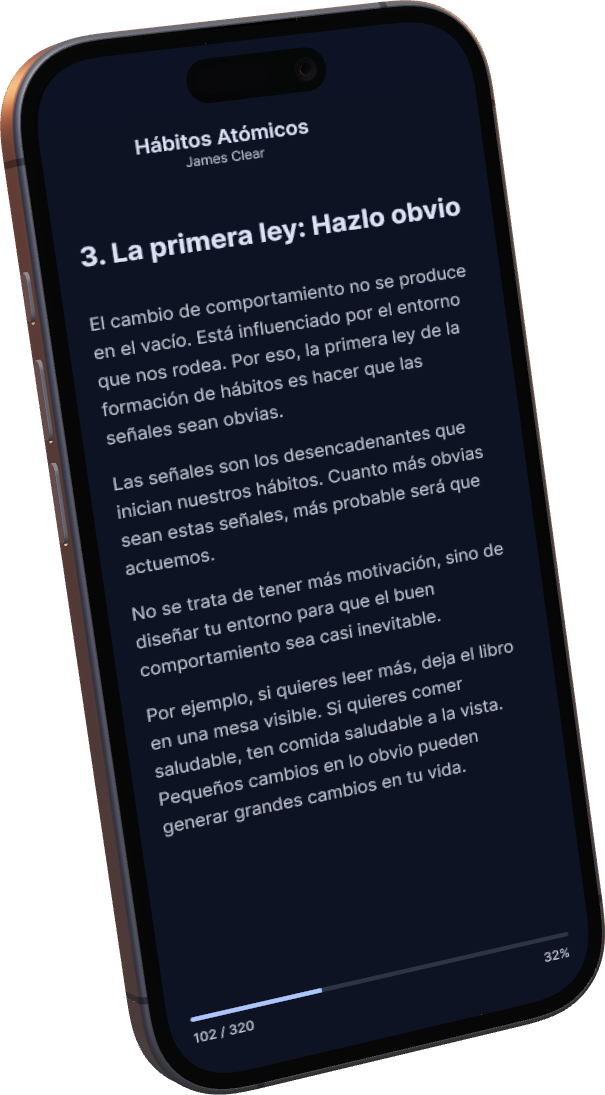 Hábitos Atómicos
James Clear
3. La primera ley: Hazlo obvio
El cambio de comportamiento no se produce
en el vacío. Está influenciado por el entorno
que nos rodea. Por eso, la primera ley de la
formación de hábitos es hacer que las
señales sean obvias.
Las señales son los desencadenantes que
inician nuestros hábitos. Cuanto más obvias
sean estas señales, más probable será que
actuemos.
No se trata de tener más motivación, sino de
diseñar tu entorno para que el buen
comportamiento sea casi inevitable.
Por ejemplo, si quieres leer más, deja el libro
en una mesa visible. Si quieres comer
saludable, ten comida saludable a la vista.
Pequeños cambios en lo obvio pueden
generar grandes cambios en tu vida.
32%
102 / 320